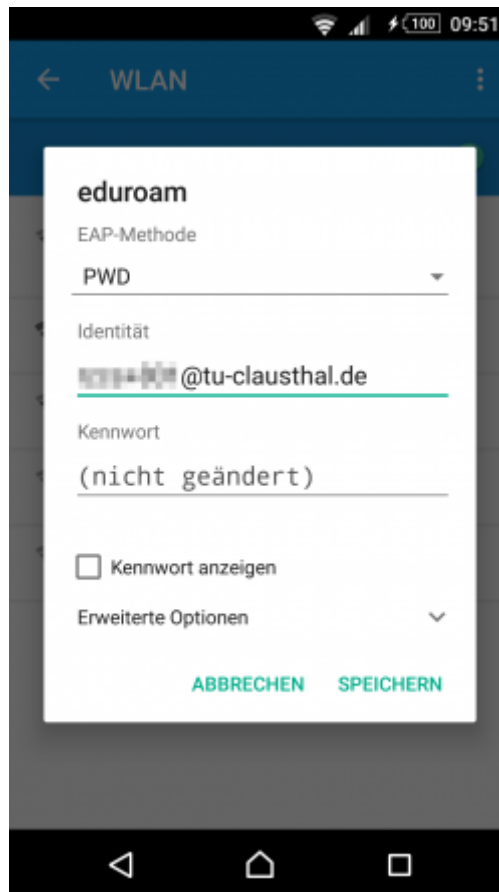 100 09:51
WLAN
eduroam
EAP-Methode
PWD
Identität
@tu-clausthal.de
Kennwort
(nicht geändert)
Kennwort anzeigen
Erweiterte Optionen
ABBRECHEN SPEICHERN